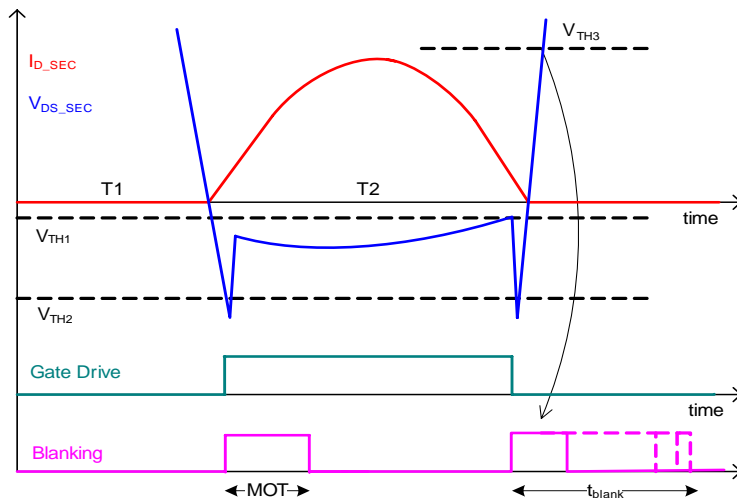 V_TH3
I_D_SEC
V_DS_SEC
T1 T2
time
V_TH1
V_TH2
Gate Drive
time
Blanking
MOT t_blank